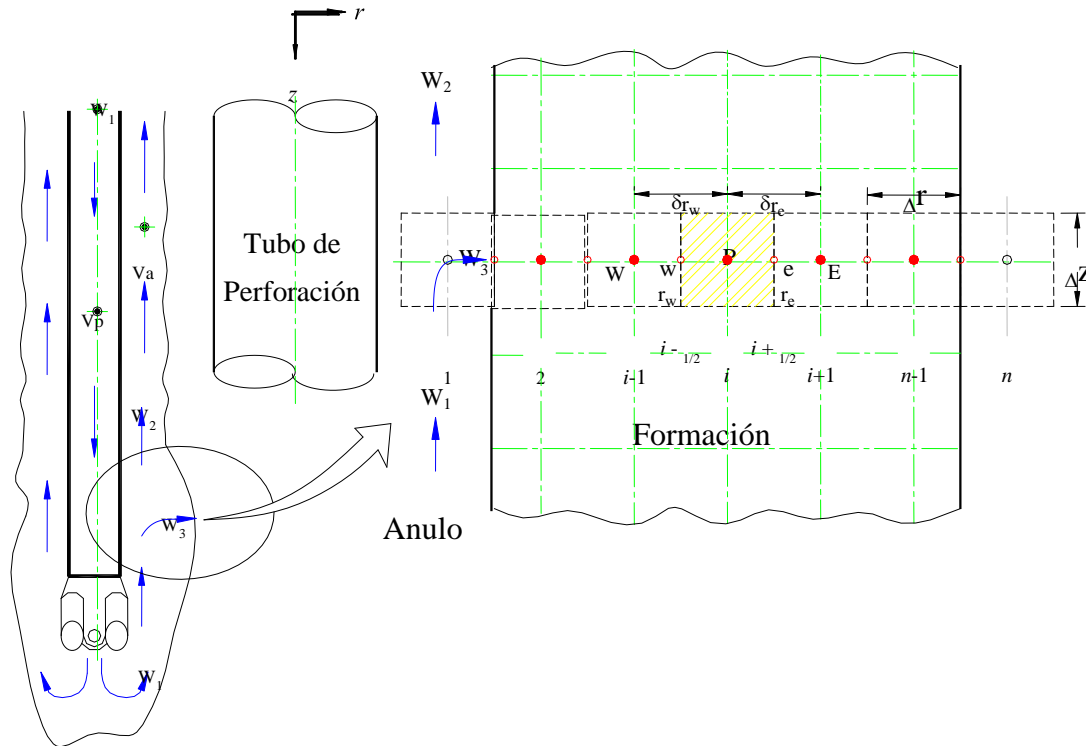 r
z
W1
Va
Vp
W2
W3
W1
Tubo de
Perforación
W2
W3
W1
δrw
δre
Δr
Δz
W
w
P
e
E
rw
re
i - 1/2
i + 1/2
1
2
i-1
i
i+1
n-1
n
Formación
Anulo